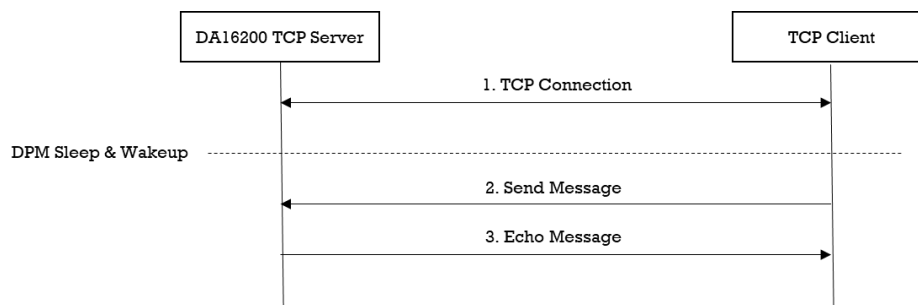 DA16200 TCP Server
TCP Client
1. TCP Connection
DPM Sleep & Wakeup
2. Send Message
3. Echo Message